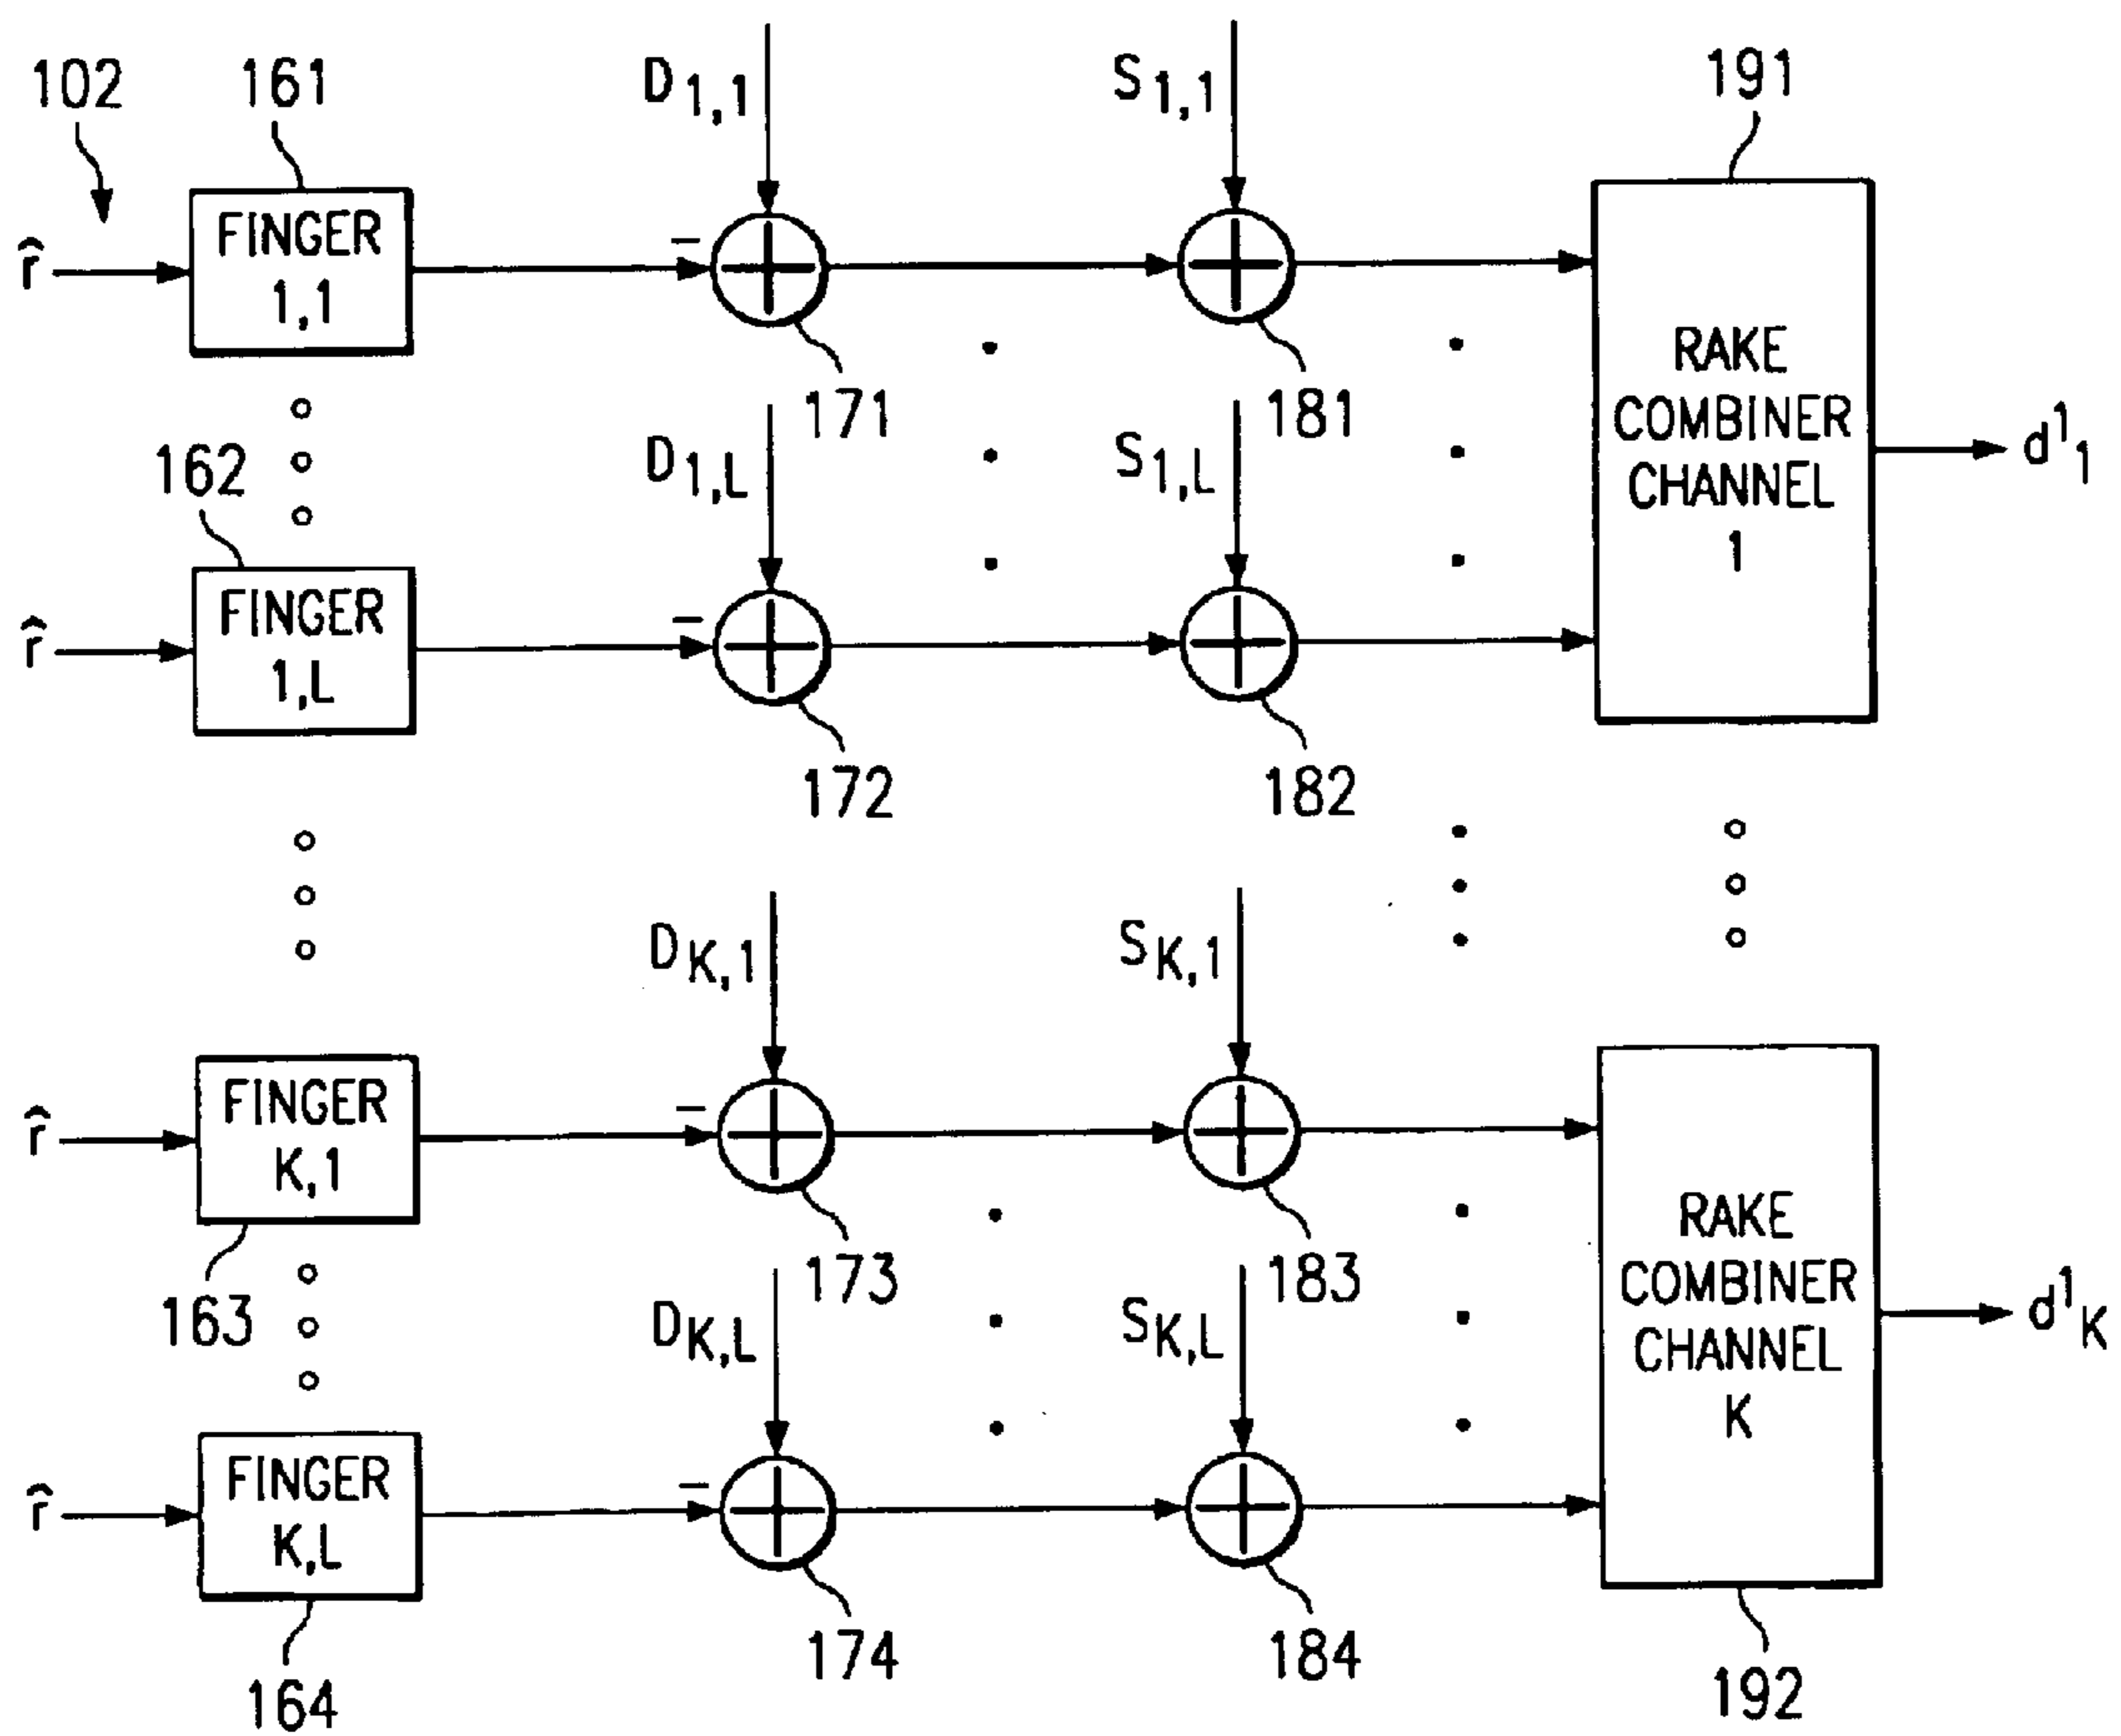 102
161
D1,1
S1,1
191
r̂
FINGER
1,1
−
171
181
RAKE
COMBINER
CHANNEL
1
d¹1
162
D1,L
S1,L
r̂
FINGER
1,L
−
172
182
DK,1
SK,1
r̂
FINGER
K,1
−
163
173
183
RAKE
COMBINER
CHANNEL
K
d¹K
DK,L
SK,L
r̂
FINGER
K,L
−
164
174
184
192